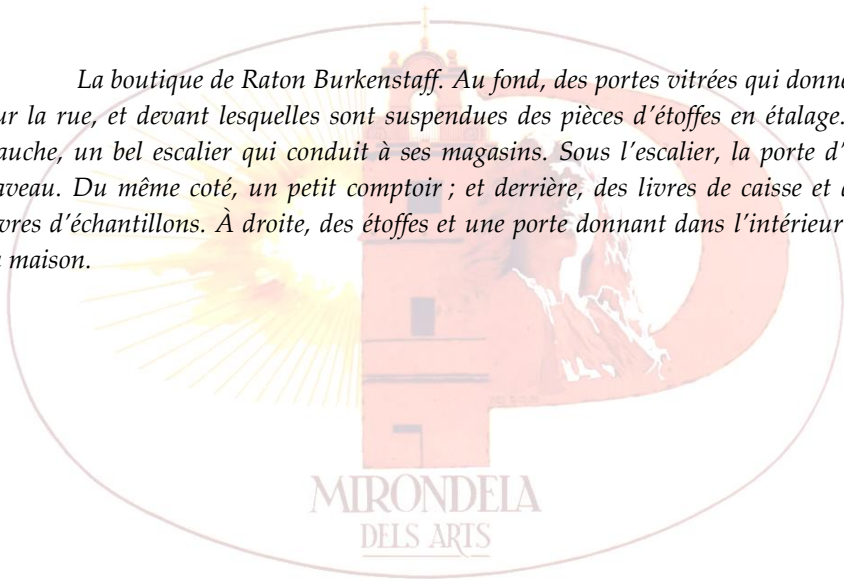 La boutique de Raton Burkenstaff. Au fond, des portes vitrées qui donne
ur la rue, et devant lesquelles sont suspendues des pièces d’étoffes en étalage.
auche, un bel escalier qui conduit à ses magasins. Sous l’escalier, la porte d’
aveau. Du même coté, un petit comptoir ; et derrière, des livres de caisse et
vres d’échantillons. À droite, des étoffes et une porte donnant dans l’intérieur
maison.
MIRONDELA
DELS ARTS